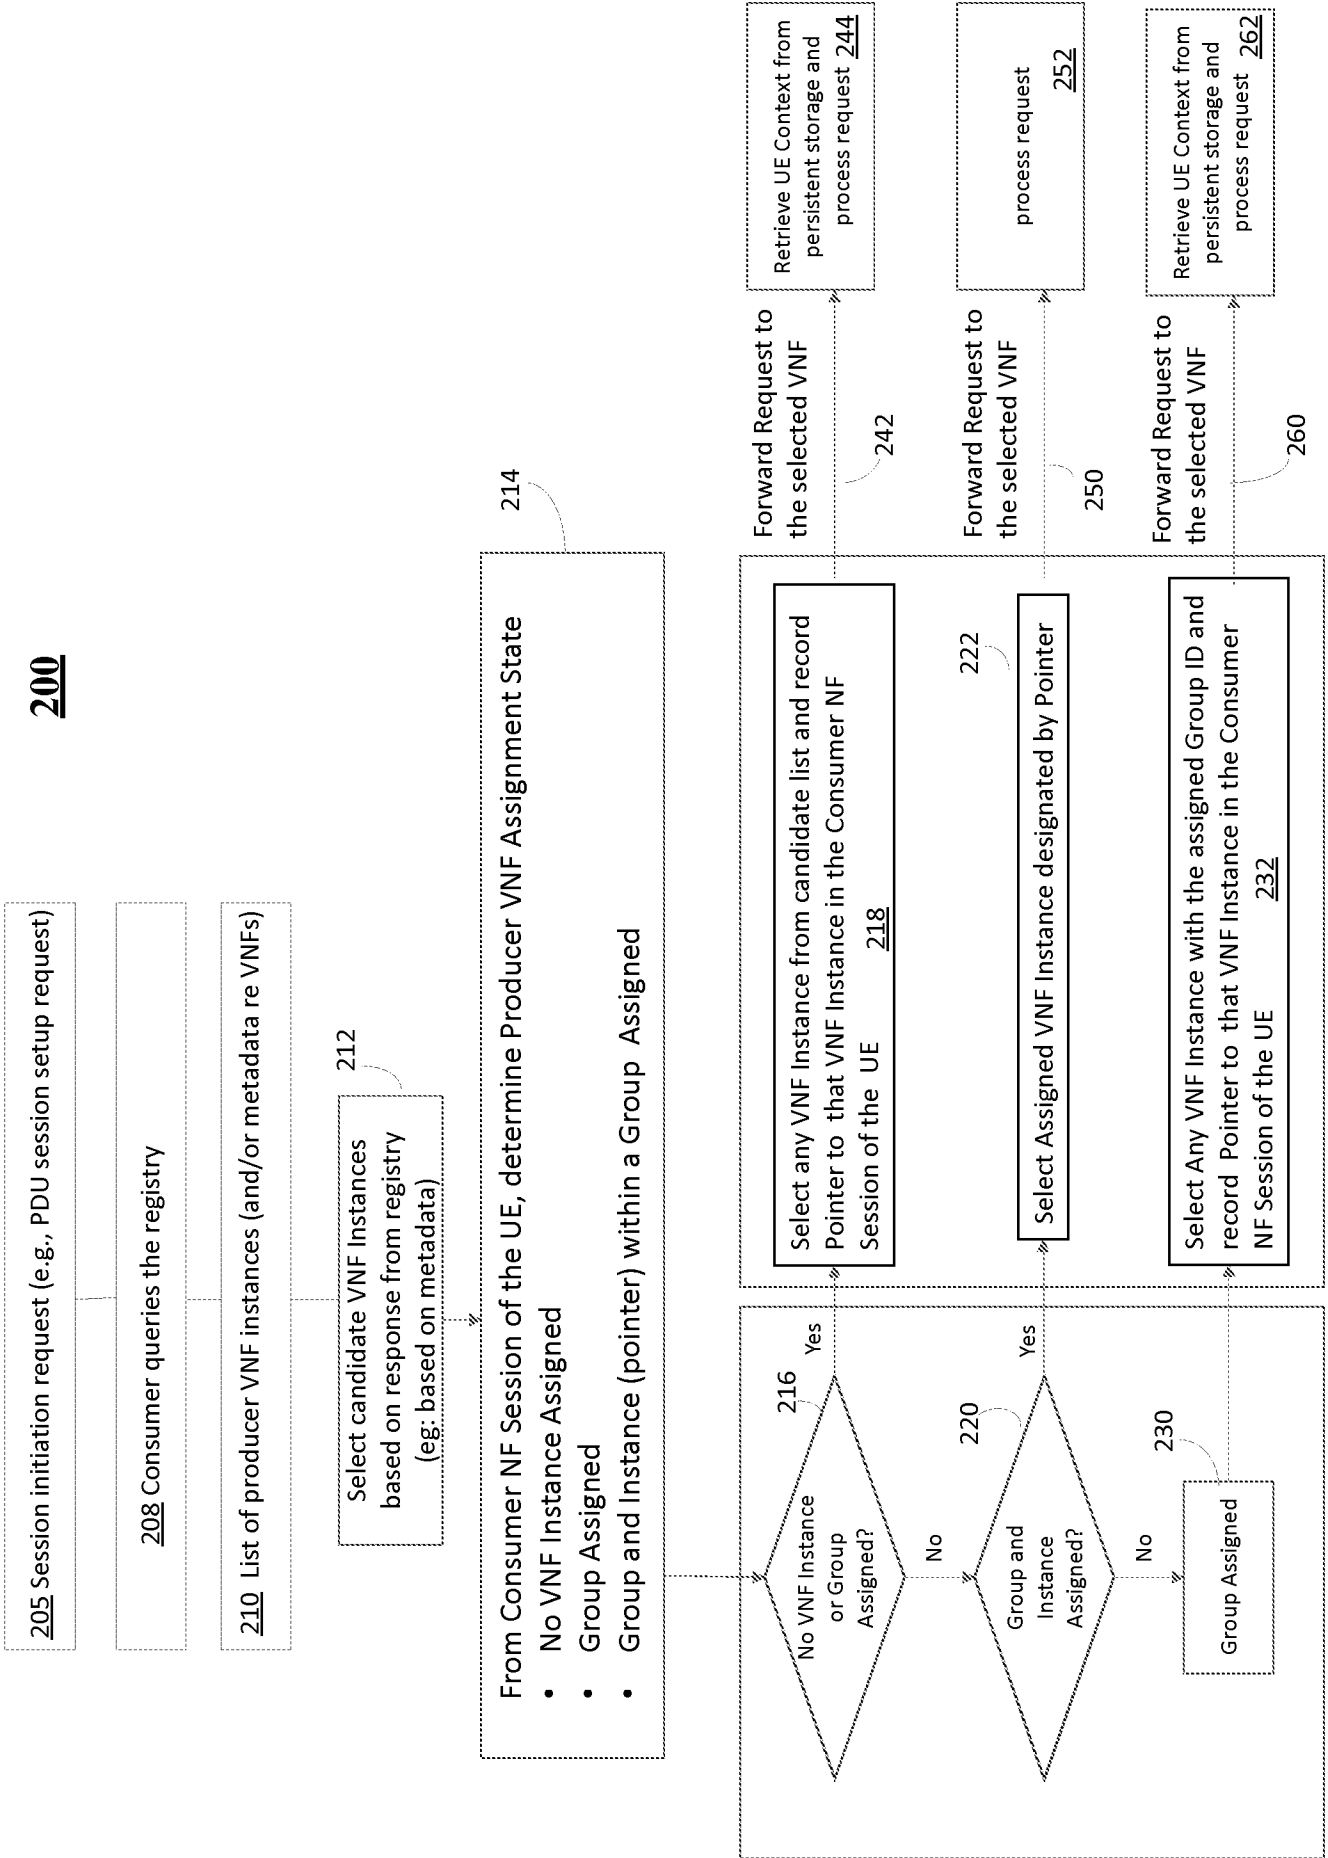 200
205 Session initiation request (e.g., PDU session setup request)
208 Consumer queries the registry
210 List of producer VNF instances (and/or metadata re VNFs)
212
Select candidate VNF Instances
based on response from registry
(eg: based on metadata)
214
From Consumer NF Session of the UE, determine Producer VNF Assignment State
• No VNF Instance Assigned
• Group Assigned
• Group and Instance (pointer) within a Group Assigned
216
No VNF Instance
or Group
Assigned?
Yes
No
Select any VNF Instance from candidate list and record
Pointer to that VNF Instance in the Consumer NF
Session of the UE 218
Forward Request to
the selected VNF
242
Retrieve UE Context from
persistent storage and
process request 244
220
Group and
Instance
Assigned?
Yes
No
222
Select Assigned VNF Instance designated by Pointer
Forward Request to
the selected VNF
250
process request
252
230
Group Assigned
Select Any VNF Instance with the assigned Group ID and
record Pointer to that VNF Instance in the Consumer
NF Session of the UE 232
Forward Request to
the selected VNF
260
Retrieve UE Context from
persistent storage and
process request 262